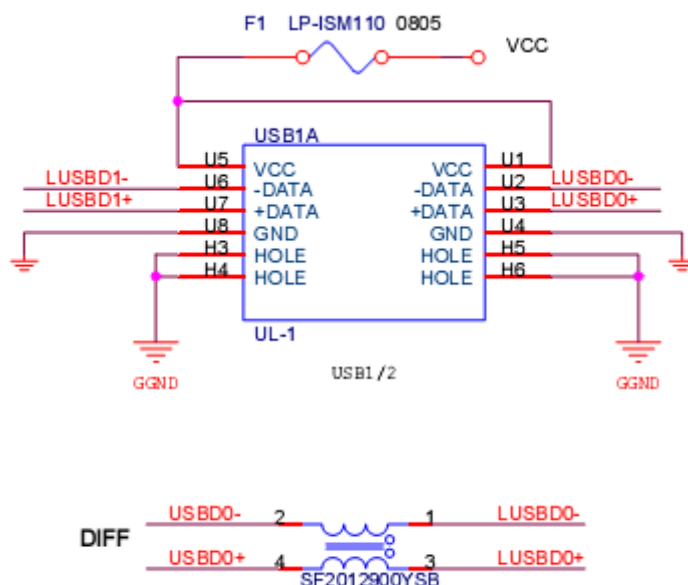 F1 LP-ISM110 0805
VCC
USB1A
U5 VCC VCC U1
LUSBD1- U6 -DATA -DATA U2 LUSBD0-
LUSBD1+ U7 +DATA +DATA U3 LUSBD0+
U8 GND GND U4
H3 HOLE HOLE H5
H4 HOLE HOLE H6
UL-1
USB1/2
GGND GGND
USBD0- 2 1 LUSBD0-
DIFF
USBD0+ 4 3 LUSBD0+
SF2012900YSB